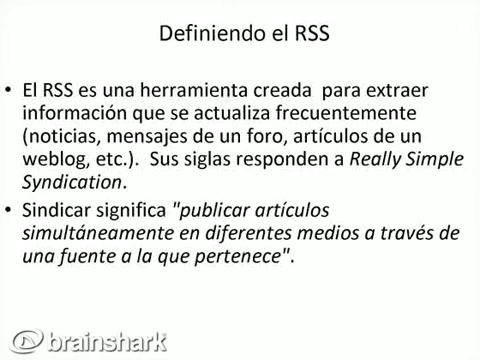 Definiendo el RSS
• El RSS es una herramienta creada para extraer
información que se actualiza frecuentemente
(noticias, mensajes de un foro, artículos de un
weblog, etc.). Sus siglas responden a Really Simple
Syndication.
• Sindicar significa "publicar artículos
simultáneamente en diferentes medios a través de
una fuente a la que pertenece".
brainshark